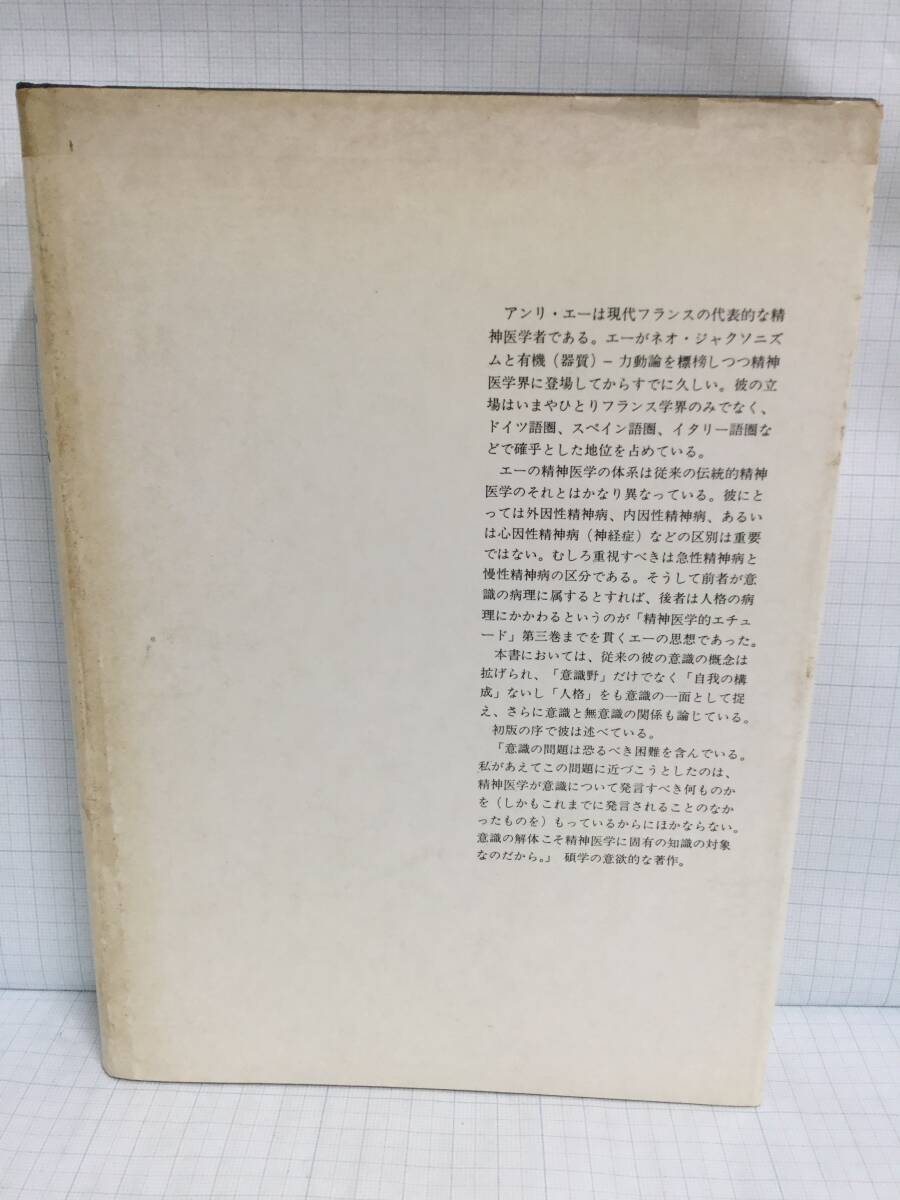 アンリ・エーは現代フランスの代表的な精
神医学者である。エーがネオ・ジャクソニズ
ムと有機（器質）－力動論を標榜しつつ精神
医学界に登場してからすでに久しい。彼の立
場はいまやひとりフランス学界のみでなく、
ドイツ語圏、スペイン語圏、イタリー語圏な
どで確乎とした地位を占めている。
エーの精神医学の体系は従来の伝統的精神
医学のそれとはかなり異なっている。彼にと
っては外因性精神病、内因性精神病、あるい
は心因性精神病（神経症）などの区別は重要
ではない。むしろ重視すべきは急性精神病と
慢性精神病の区分である。そうして前者が意
識の病理に属するとすれば、後者は人格の病
理にかかわるというのが「精神医学的エチュ
ード」第三巻までを貫くエーの思想であった。
本書においては、従来の彼の意識の概念は
拡げられ、「意識野」だけでなく「自我の構
成」ないし「人格」をも意識の一面として捉
え、さらに意識と無意識の関係も論じている。
初版の序で彼は述べている。
「意識の問題は恐るべき困難を含んでいる。
私があえてこの問題に近づこうとしたのは、
精神医学が意識について発言すべき何ものか
を（しかもこれまでに発言されることのなか
ったものを）もっているからにほかならない。
意識の解体こそ精神医学に固有の知識の対象
なのだから。」 碩学の意欲的な著作。